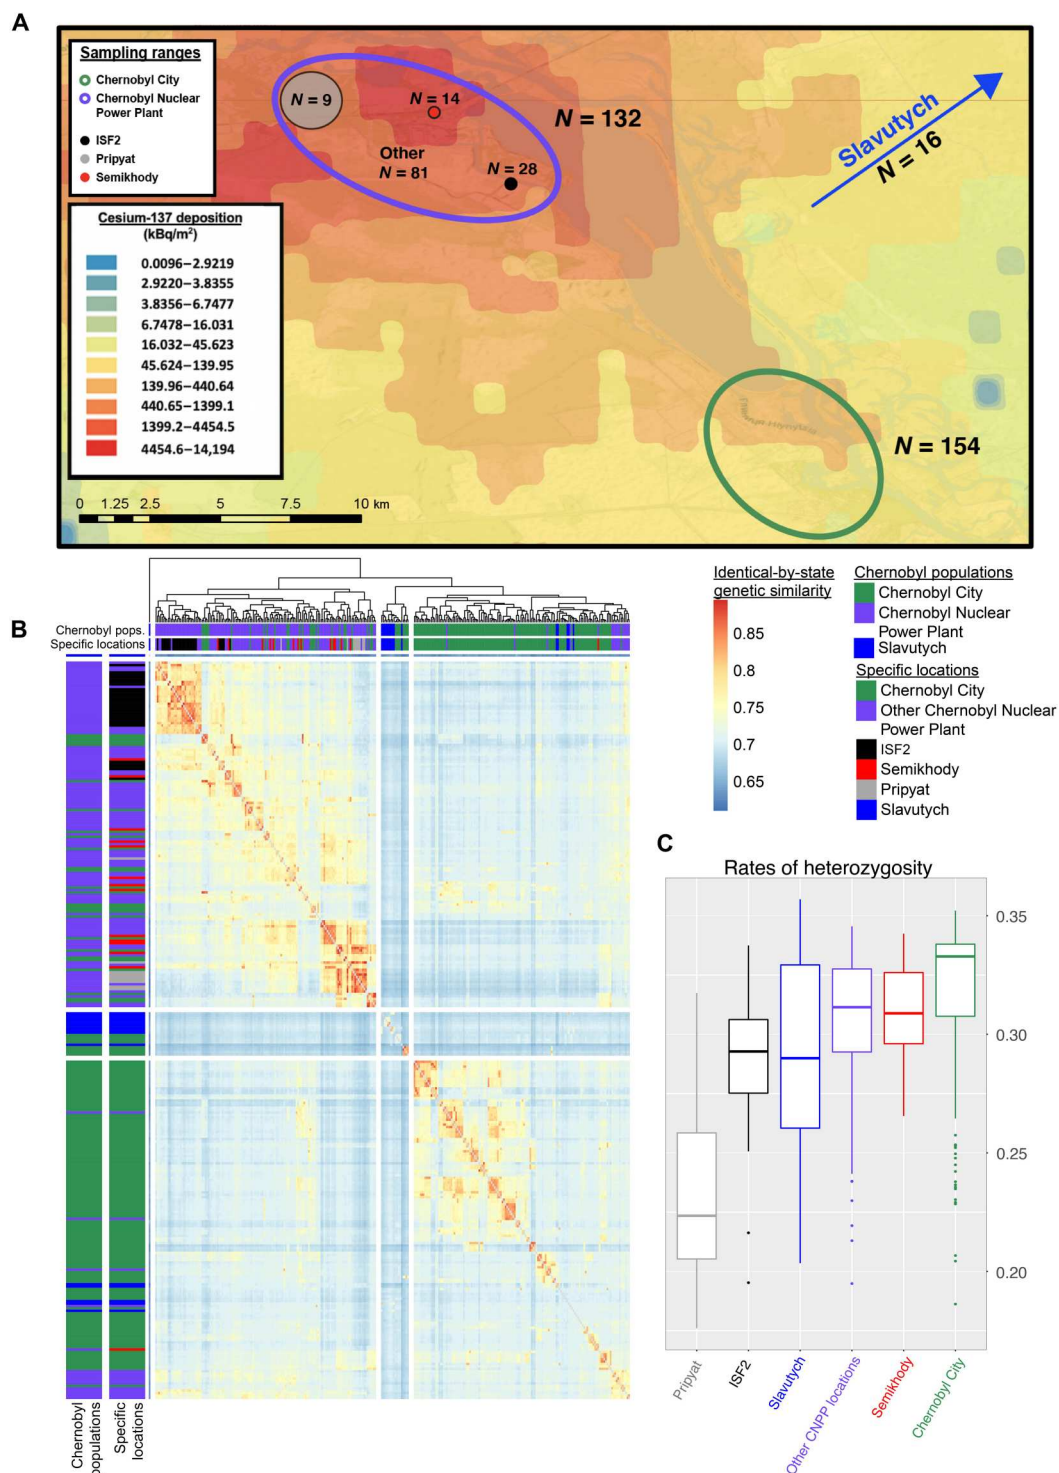 A
Sampling ranges
Chernobyl City
Chernobyl Nuclear
Power Plant
ISF2
Pripyat
Semikhody
Cesium-137 deposition
(kBq/m²)
0.0096–2.9219
2.9220–3.8355
3.8356–6.7477
6.7478–16.031
16.032–45.623
45.624–139.95
139.96–440.64
440.65–1399.1
1399.2–4454.5
4454.6–14,194
0 1.25 2.5 5 7.5 10 km
N = 9
N = 14
Other
N = 81
N = 28
N = 132
Slavutych
N = 16
N = 154
B
Chernobyl pops.
Specific locations
Chernobyl
populations
Specific
locations
Identical-by-state
genetic similarity
0.85
0.8
0.75
0.7
0.65
Chernobyl populations
Chernobyl City
Chernobyl Nuclear
Power Plant
Slavutych
Specific locations
Chernobyl City
Other Chernobyl Nuclear
Power Plant
ISF2
Semikhody
Pripyat
Slavutych
C
Rates of heterozygosity
0.35
0.30
0.25
0.20
Pripyat
ISF2
Slavutych
Other CNPP locations
Semikhody
Chernobyl City